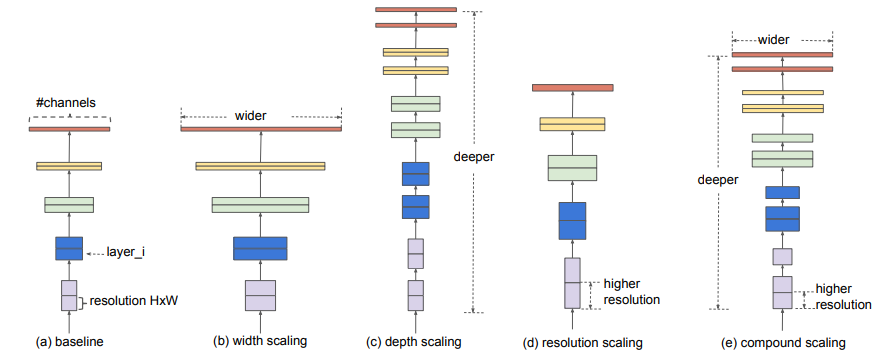 #channels
layer_i
resolution HxW
(a) baseline
wider
(b) width scaling
deeper
(c) depth scaling
higher
resolution
(d) resolution scaling
wider
deeper
higher
resolution
(e) compound scaling